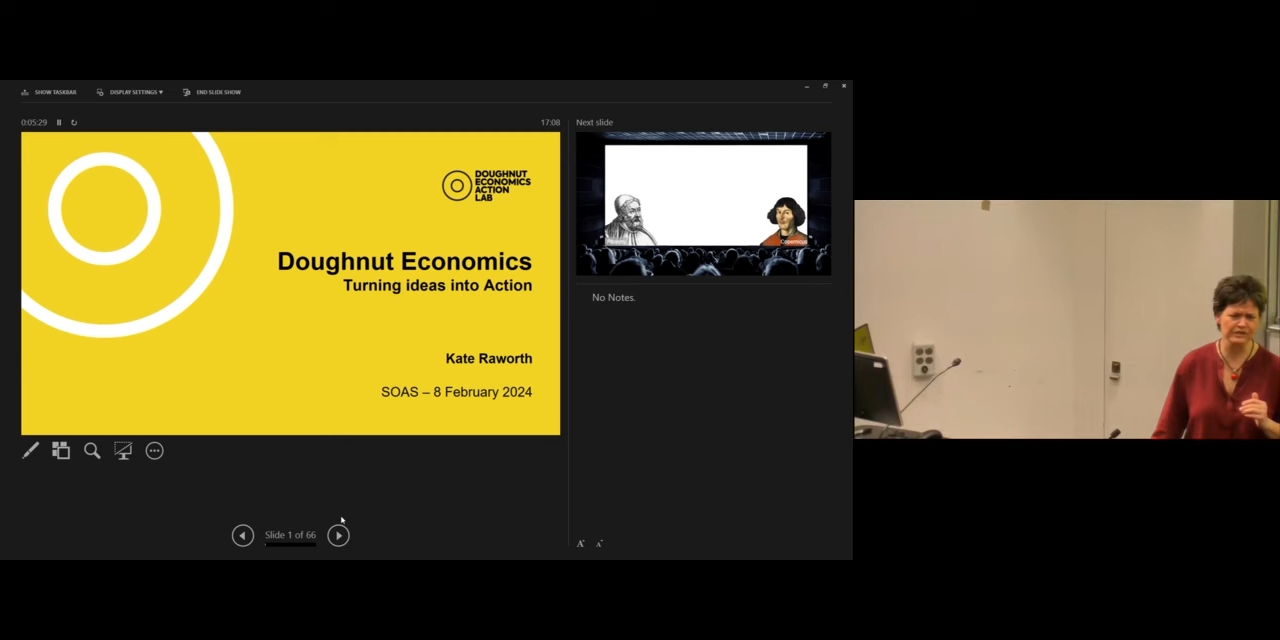 SHOW TASKBAR
DISPLAY SETTINGS ▼
END SLIDE SHOW
0:05:29
17:08
Next slide
DOUGHNUT
ECONOMICS
ACTION
LAB
Doughnut Economics
Turning ideas into Action
Kate Raworth
SOAS – 8 February 2024
Copernicus
No Notes.
Slide 1 of 66
A
A